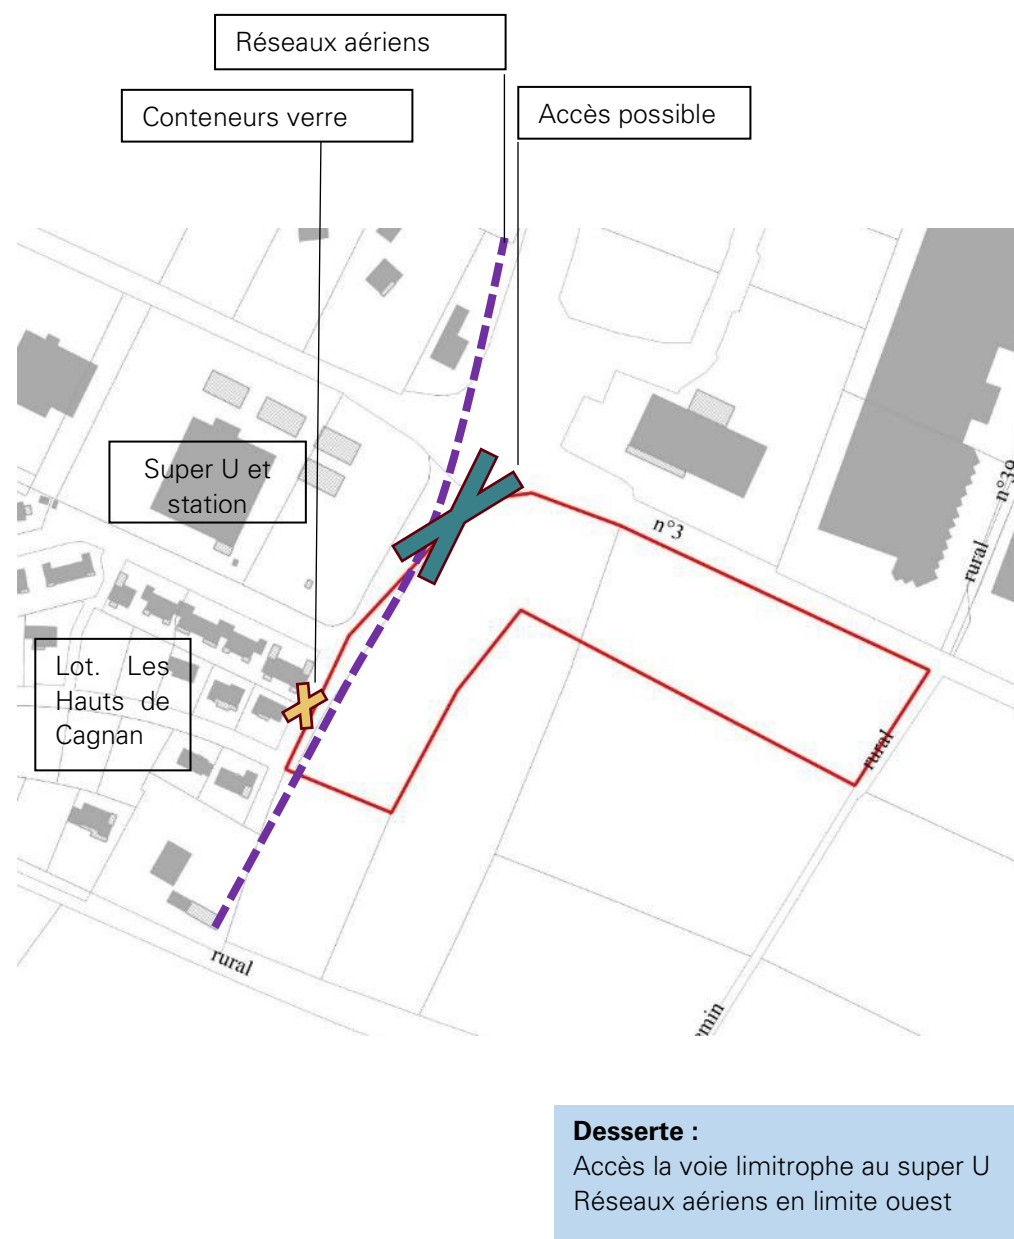 Réseaux aériens
Conteneurs verre
Accès possible
Super U et
station
n°3
n°39
rural
Lot. Les
Hauts de
Cagnan
rural
rural
emin
Desserte :
Accès la voie limitrophe au super U
Réseaux aériens en limite ouest